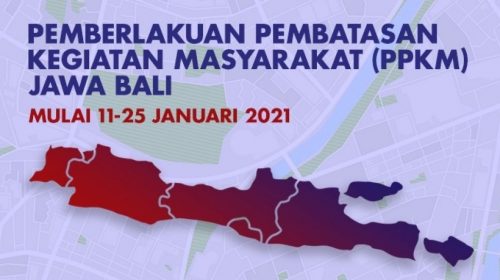 PEMBERLAKUAN PEMBATASAN
KEGIATAN MASYARAKAT (PPKM)
JAWA BALI
MULAI 11-25 JANUARI 2021